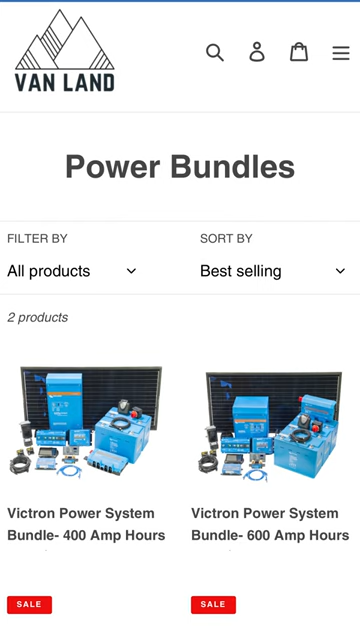 VAN LAND
Power Bundles
FILTER BY
SORT BY
All products
Best selling
2 products
Victron Power System
Bundle- 400 Amp Hours
Victron Power System
Bundle- 600 Amp Hours
SALE
SALE